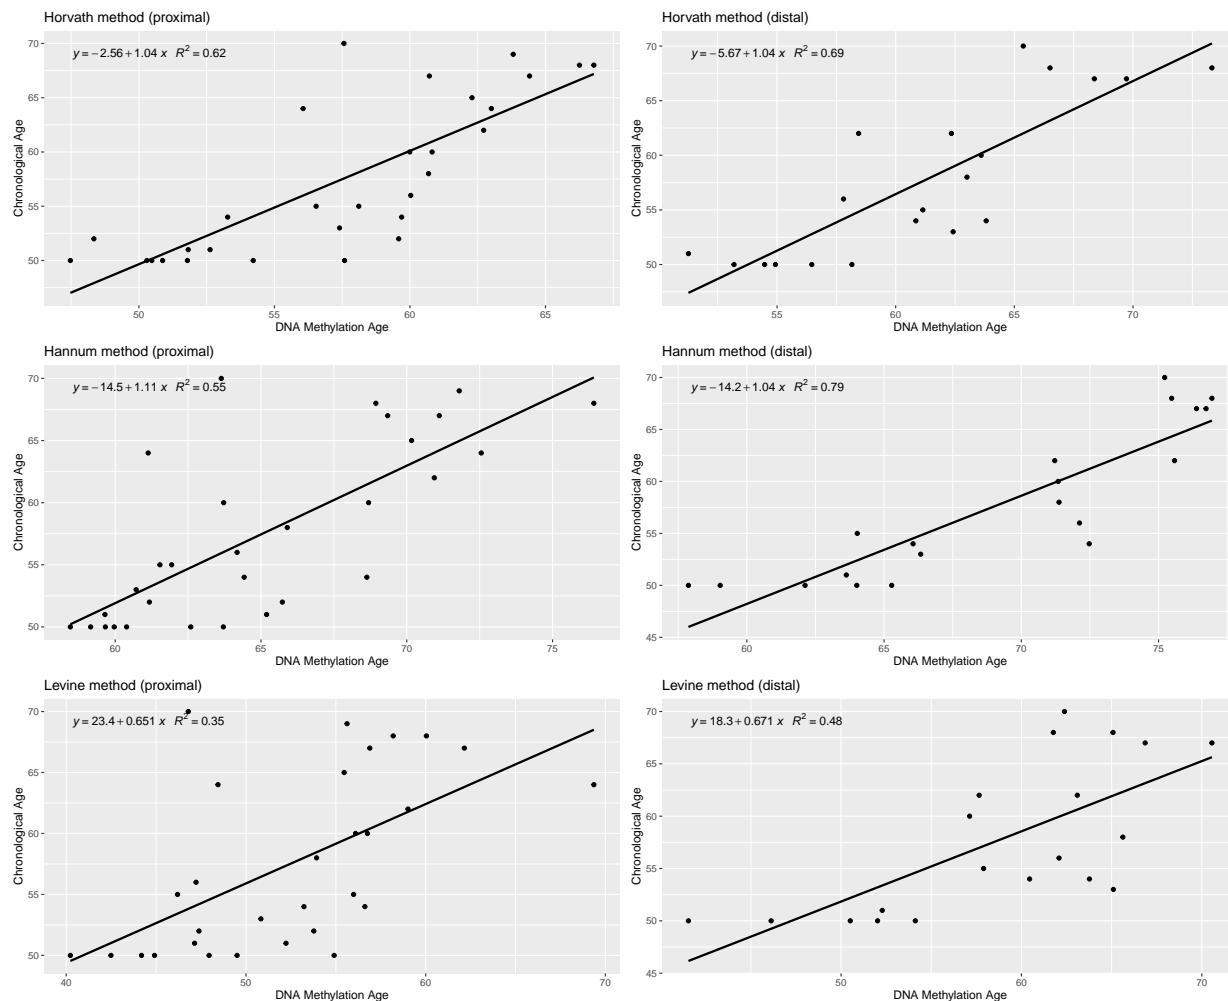 Horvath method (proximal)
y = −2.56 + 1.04 x R² = 0.62
70
65
60
55
50
Chronological Age
50 55 60 65
DNA Methylation Age
Horvath method (distal)
y = −5.67 + 1.04 x R² = 0.69
70
65
60
55
50
Chronological Age
55 60 65 70
DNA Methylation Age
Hannum method (proximal)
y = −14.5 + 1.11 x R² = 0.55
70
65
60
55
50
Chronological Age
60 65 70 75
DNA Methylation Age
Hannum method (distal)
y = −14.2 + 1.04 x R² = 0.79
70
65
60
55
50
45
Chronological Age
60 65 70 75
DNA Methylation Age
Levine method (proximal)
y = 23.4 + 0.651 x R² = 0.35
70
65
60
55
50
Chronological Age
40 50 60 70
DNA Methylation Age
Levine method (distal)
y = 18.3 + 0.671 x R² = 0.48
70
65
60
55
50
45
Chronological Age
50 60 70
DNA Methylation Age